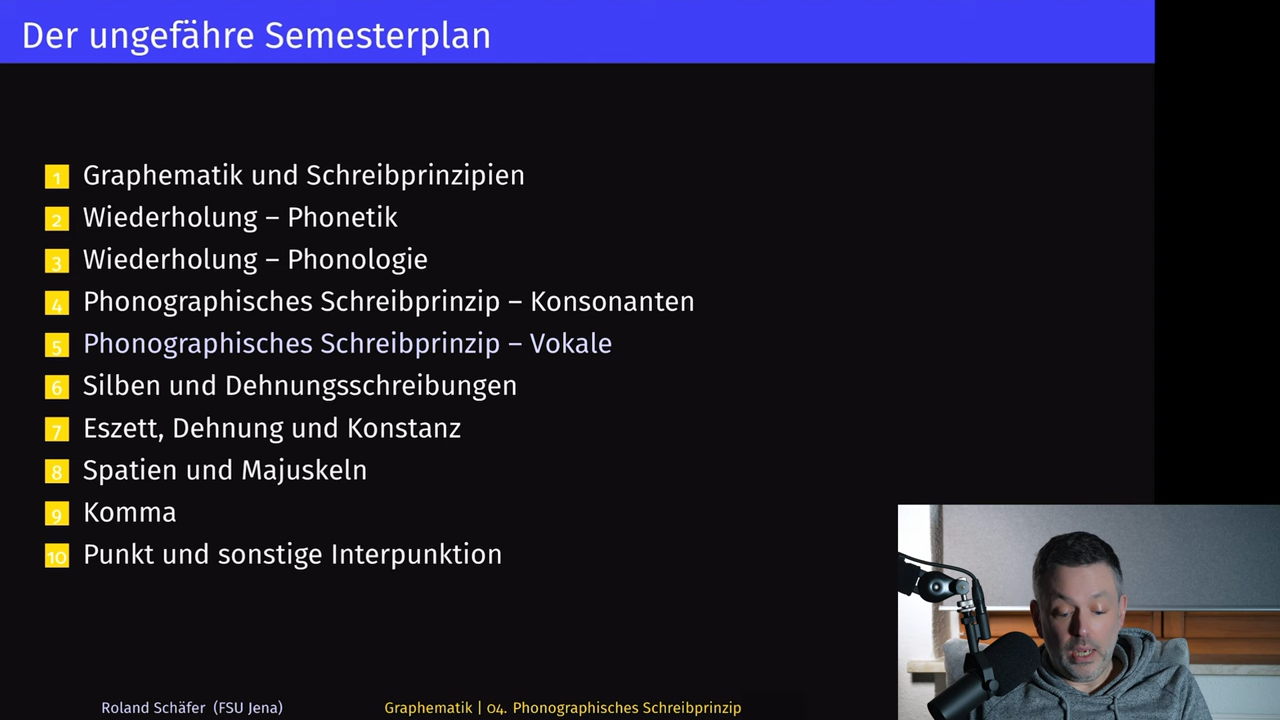 Der ungefähre Semesterplan
1 Graphematik und Schreibprinzipien
2 Wiederholung – Phonetik
3 Wiederholung – Phonologie
4 Phonographisches Schreibprinzip – Konsonanten
5 Phonographisches Schreibprinzip – Vokale
6 Silben und Dehnungsschreibungen
7 Eszett, Dehnung und Konstanz
8 Spatien und Majuskeln
9 Komma
10 Punkt und sonstige Interpunktion
Roland Schäfer (FSU Jena) Graphematik | 04. Phonographisches Schreibprinzip